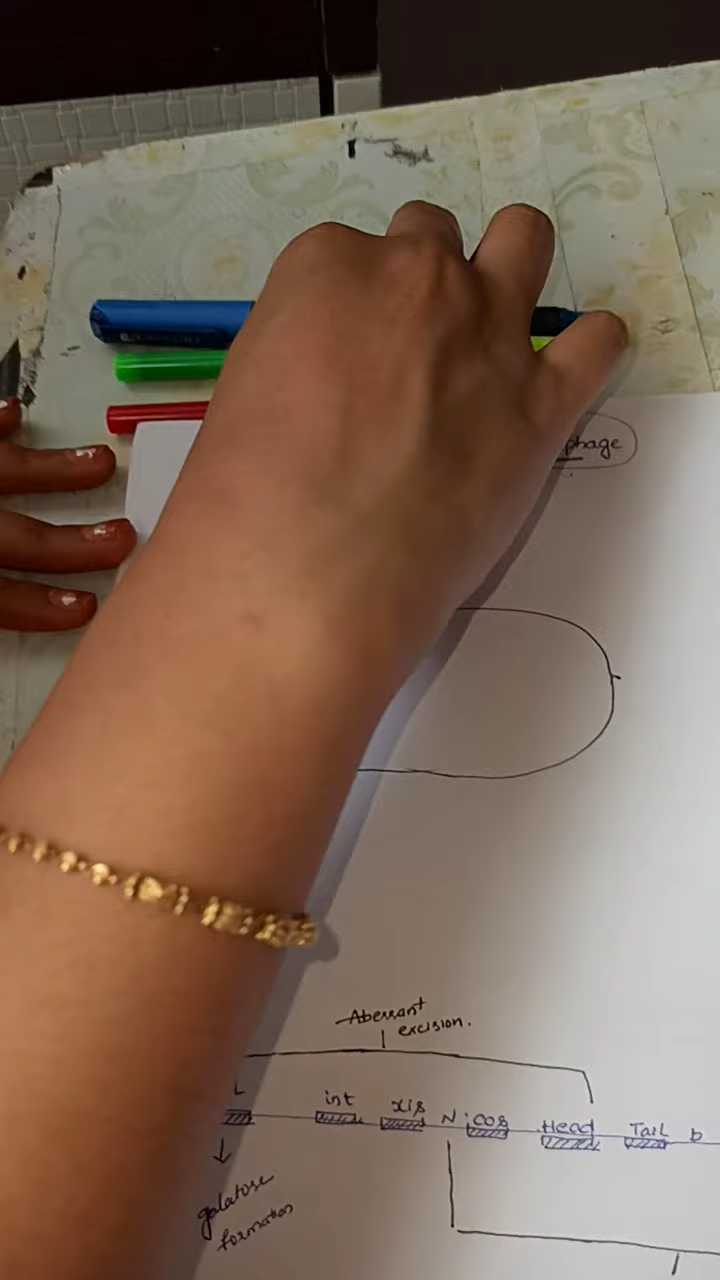 phage
Aberrant
excision.
L int xis N cos Head Tail b
galatose
formation